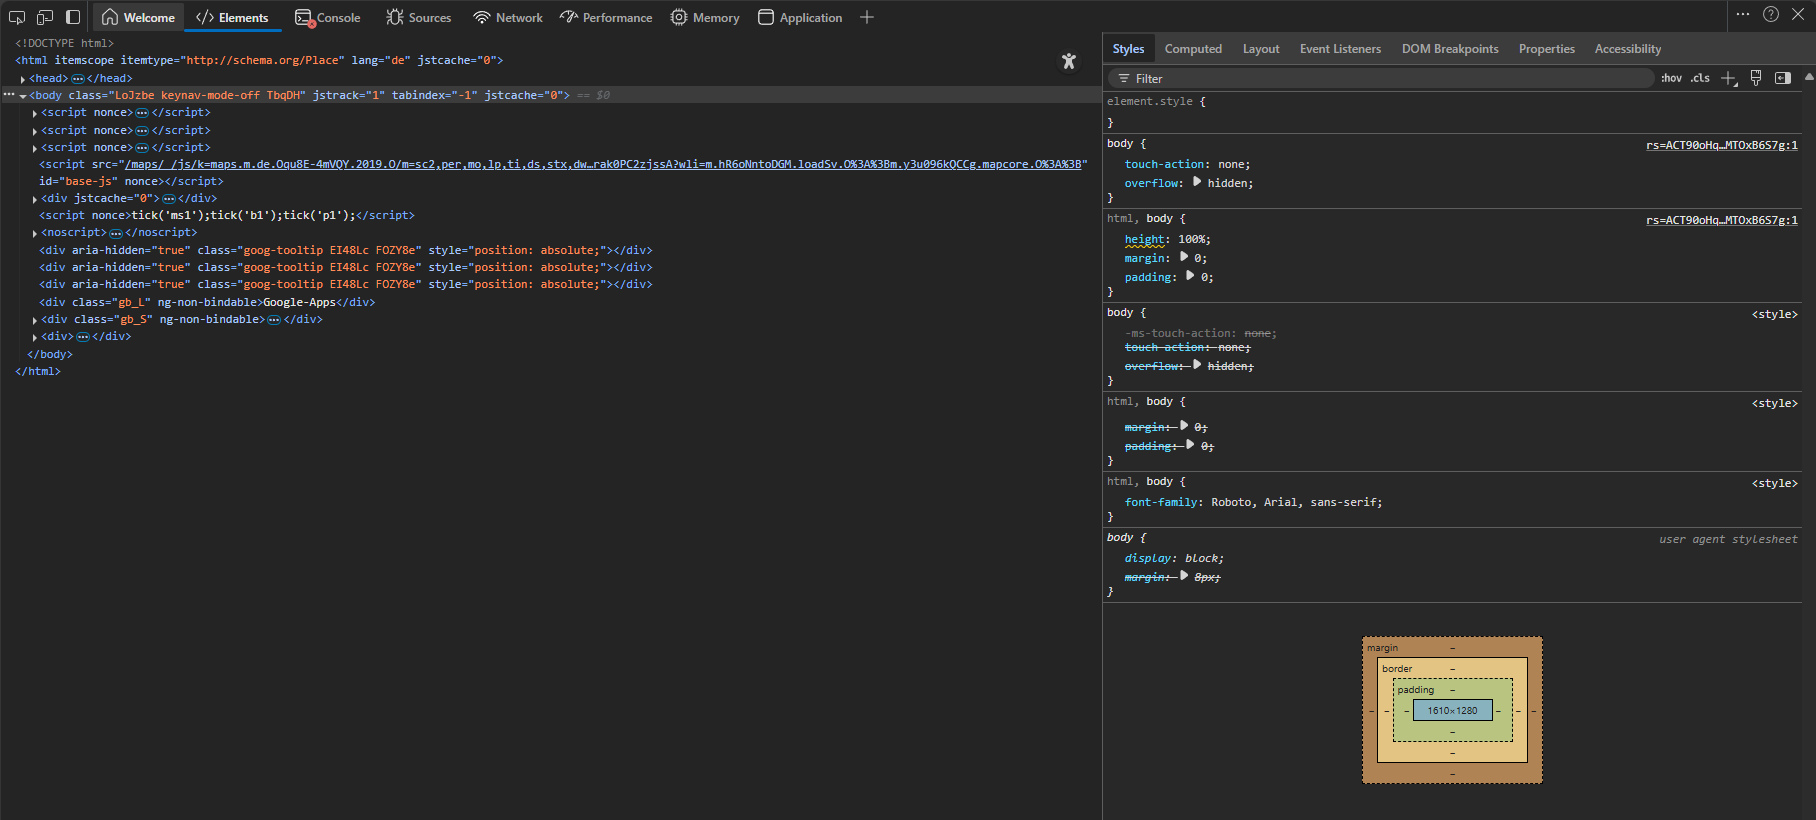 Welcome Elements Console Sources Network Performance Memory Application
<!DOCTYPE html>
<html itemscope itemtype="http://schema.org/Place" lang="de" jstcache="0">
<head>…</head>
<body class="LoJzbe keynav-mode-off TbqDH" jstrack="1" tabindex="-1" jstcache="0"> == $0
<script nonce>…</script>
<script nonce>…</script>
<script nonce>…</script>
<script src="/maps/_/js/k=maps.m.de.Oqu8E-4mVQY.2019.O/m=sc2,per,mo,lp,ti,ds,stx,dw…rak0PC2zjssA?wli=m.hR6oNntoDGM.loadSv.O%3A%3Bm.y3u096kQCCg.mapcore.O%3A%3B"
id="base-js" nonce></script>
<div jstcache="0">…</div>
<script nonce>tick('ms1');tick('b1');tick('p1');</script>
<noscript>…</noscript>
<div aria-hidden="true" class="goog-tooltip EI48Lc FOZY8e" style="position: absolute;"></div>
<div aria-hidden="true" class="goog-tooltip EI48Lc FOZY8e" style="position: absolute;"></div>
<div aria-hidden="true" class="goog-tooltip EI48Lc FOZY8e" style="position: absolute;"></div>
<div class="gb_L" ng-non-bindable>Google-Apps</div>
<div class="gb_S" ng-non-bindable>…</div>
<div>…</div>
</body>
</html>
Styles Computed Layout Event Listeners DOM Breakpoints Properties Accessibility
Filter :hov .cls
element.style {
}
body { rs=ACT90oHq…MTOxB6S7g:1
touch-action: none;
overflow: hidden;
}
html, body { rs=ACT90oHq…MTOxB6S7g:1
height: 100%;
margin: 0;
padding: 0;
}
body { <style>
-ms-touch-action: none;
touch-action: none;
overflow: hidden;
}
html, body { <style>
margin: 0;
padding: 0;
}
html, body { <style>
font-family: Roboto, Arial, sans-serif;
}
body { user agent stylesheet
display: block;
margin: 8px;
}
margin –
border –
padding –
– – – 1610×1280 – – –
–
–
–